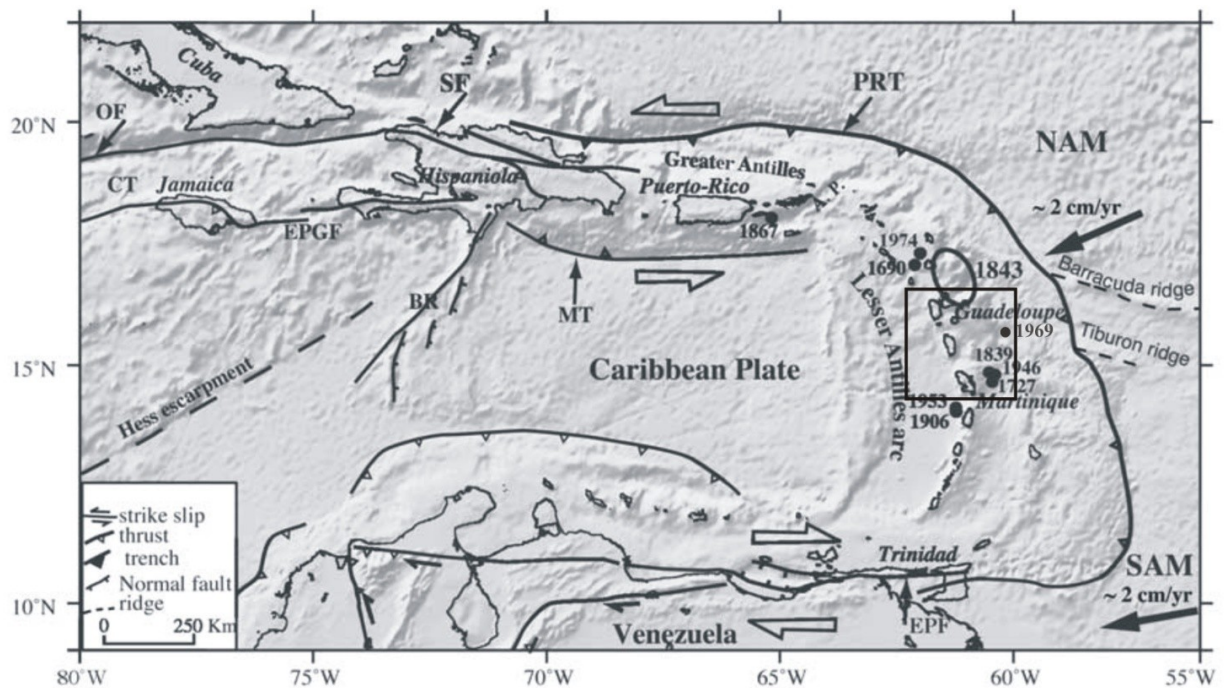 Cuba
SF
PRT
OF
20°N
NAM
Greater Antilles
CT
Jamaica
Hispaniola
Puerto-Rico
A. P.
~ 2 cm/yr
EPGF
1867
1974
1690
1843
Barracuda ridge
BR
MT
Lesser Antilles arc
Guadeloupe
1969
Tiburon ridge
15°N
Caribbean Plate
1839
1946
1727
Hess escarpment
1953
Martinique
1906
strike slip
thrust
trench
Normal fault
ridge
0 250 Km
Trinidad
SAM
~ 2 cm/yr
10°N
Venezuela
EPF
80°W
75°W
70°W
65°W
60°W
55°W